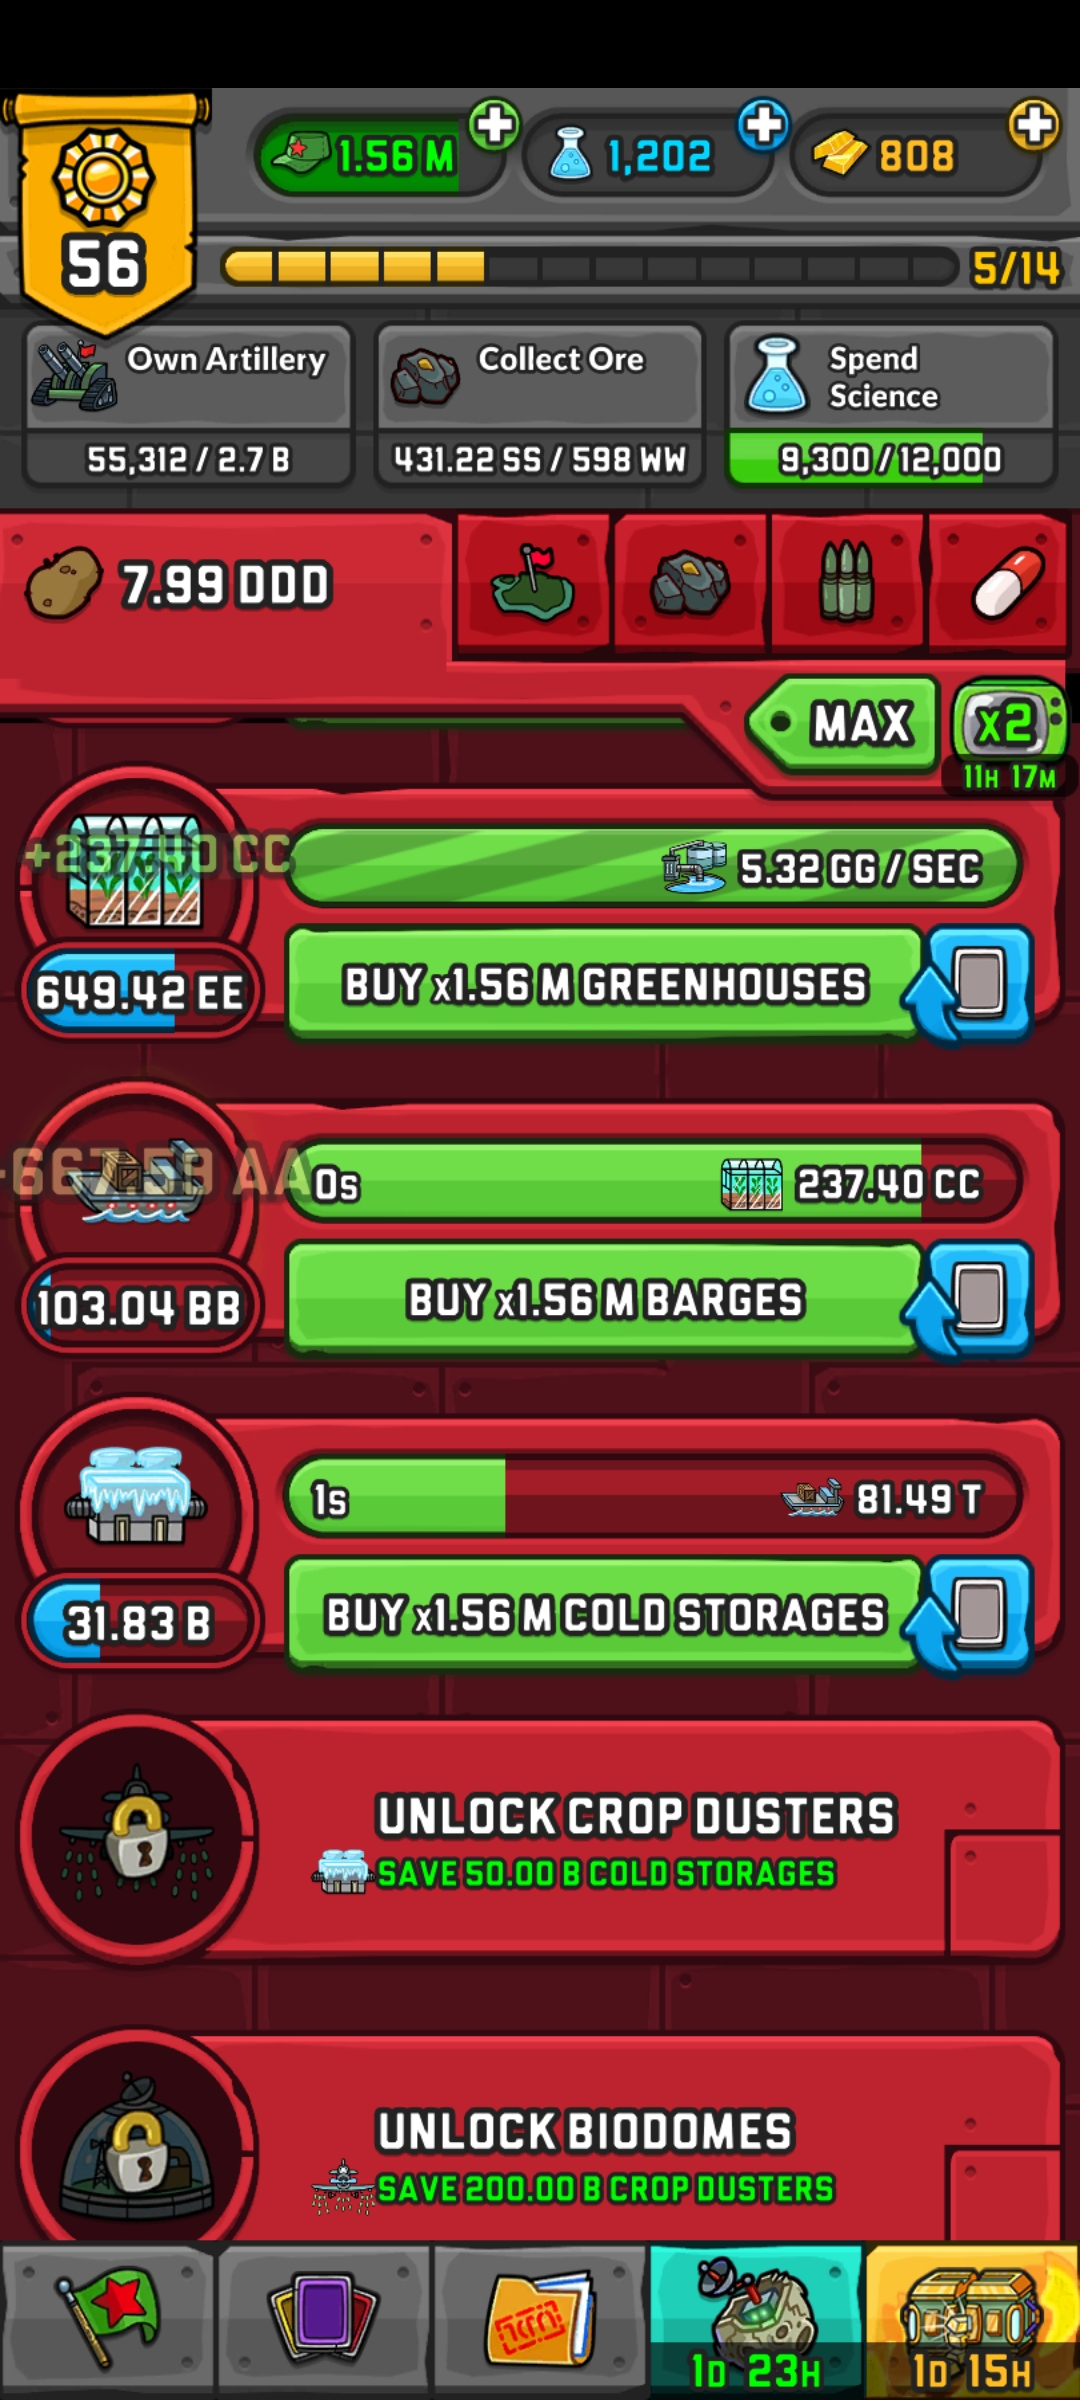 1.56 M
1,202
808
56
5/14
Own Artillery
Collect Ore
Spend
Science
55,312 / 2.7 B
431.22 SS / 598 WW
9,300 / 12,000
7.99 DDD
MAX
x2
11H 17M
+237.40 CC
5.32 GG / SEC
649.42 EE
BUY x1.56 M GREENHOUSES
+667.58 AA
0s
237.40 CC
103.04 BB
BUY x1.56 M BARGES
1s
81.49 T
31.83 B
BUY x1.56 M COLD STORAGES
UNLOCK CROP DUSTERS
SAVE 50.00 B COLD STORAGES
UNLOCK BIODOMES
SAVE 200.00 B CROP DUSTERS
1D 23H
1D 15H